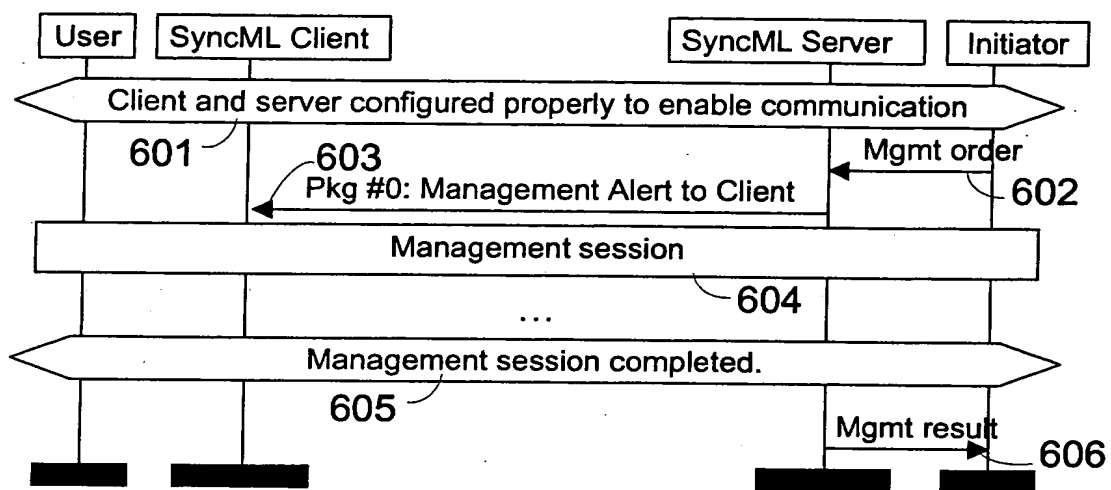 User
SyncML Client
SyncML Server
Initiator
Client and server configured properly to enable communication
601
603
Mgmt order
602
Pkg #0: Management Alert to Client
Management session
604
...
Management session completed.
605
Mgmt result
606